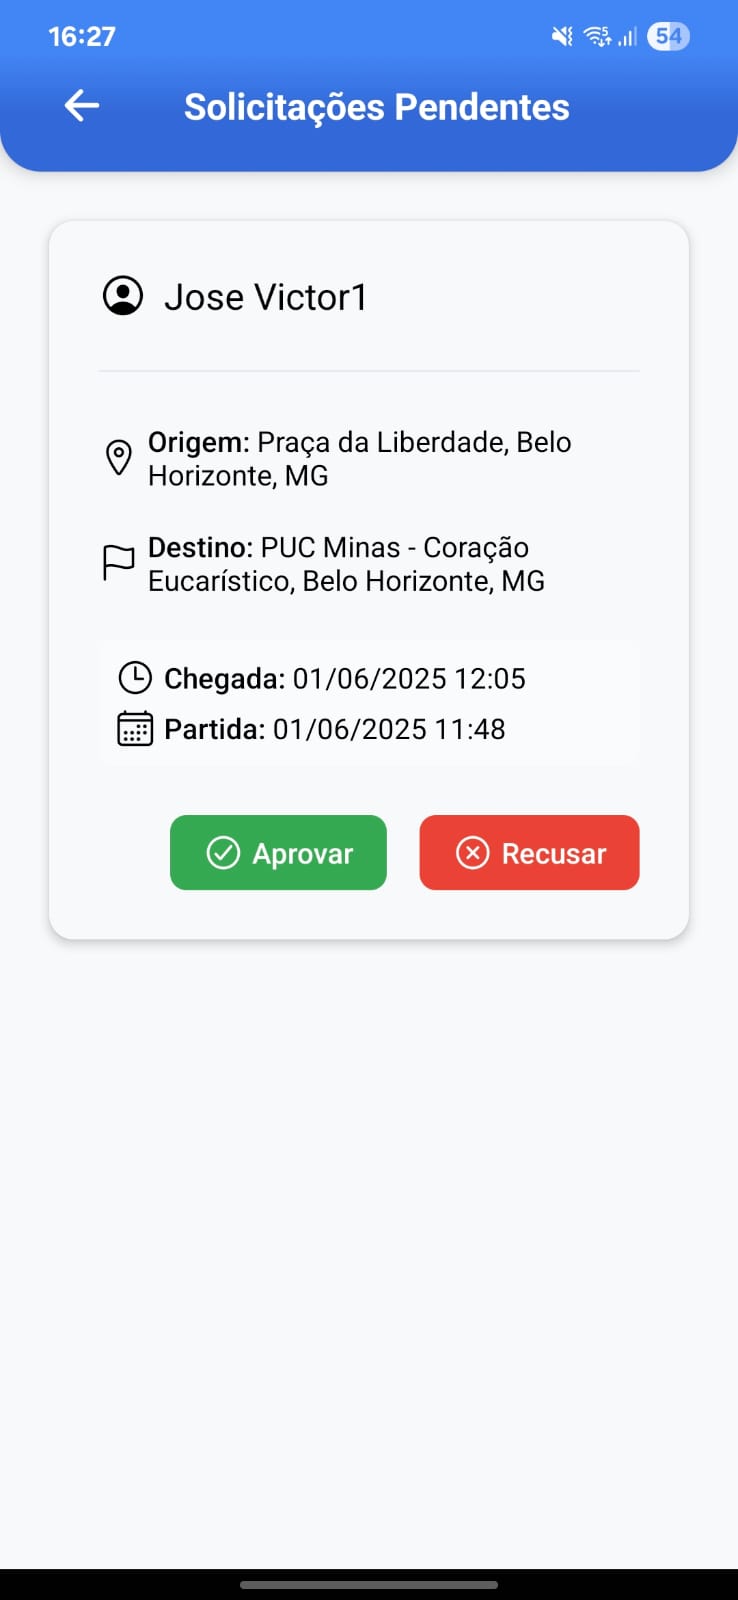 16:27
54
Solicitações Pendentes
Jose Victor1
Origem: Praça da Liberdade, Belo
Horizonte, MG
Destino: PUC Minas - Coração
Eucarístico, Belo Horizonte, MG
Chegada: 01/06/2025 12:05
Partida: 01/06/2025 11:48
Aprovar
Recusar